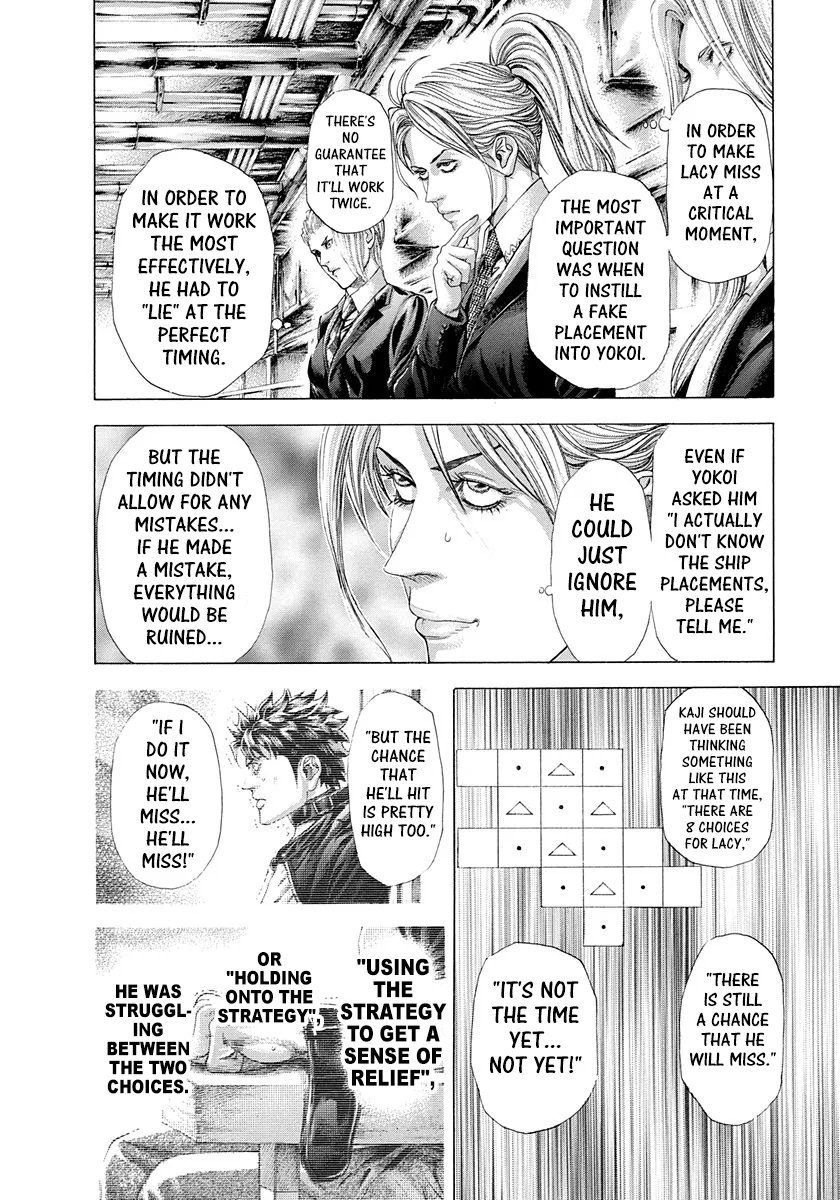 IN ORDER
TO MAKE
LACY MISS
AT A
CRITICAL
MOMENT,
THE MOST
IMPORTANT
QUESTION
WAS WHEN
TO INSTILL
A FAKE
PLACEMENT
INTO YOKOI.
THERE'S
NO
GUARANTEE
THAT
IT'LL WORK
TWICE.
IN ORDER TO
MAKE IT WORK
THE MOST
EFFECTIVELY,
HE HAD TO
"LIE" AT THE
PERFECT
TIMING.
EVEN IF
YOKOI
ASKED HIM
"I ACTUALLY
DON'T KNOW
THE SHIP
PLACEMENTS,
PLEASE
TELL ME."
HE
COULD
JUST
IGNORE
HIM,
BUT THE
TIMING DIDN'T
ALLOW FOR ANY
MISTAKES...
IF HE MADE
A MISTAKE,
EVERYTHING
WOULD BE
RUINED...
KAJI SHOULD
HAVE BEEN
THINKING
SOMETHING
LIKE THIS
AT THAT TIME,
"THERE ARE
8 CHOICES
FOR LACY,"
"THERE
IS STILL
A CHANCE
THAT HE
WILL MISS."
"IT'S NOT
THE TIME
YET...
NOT YET!"
"BUT THE
CHANCE
THAT
HE'LL HIT
IS PRETTY
HIGH TOO."
"IF I
DO IT
NOW,
HE'LL
MISS...
HE'LL
MISS!"
"USING
THE
STRATEGY
TO GET A
SENSE OF
RELIEF",
OR
"HOLDING
ONTO THE
STRATEGY",
HE WAS
STRUGGL-
ING
BETWEEN
THE TWO
CHOICES.